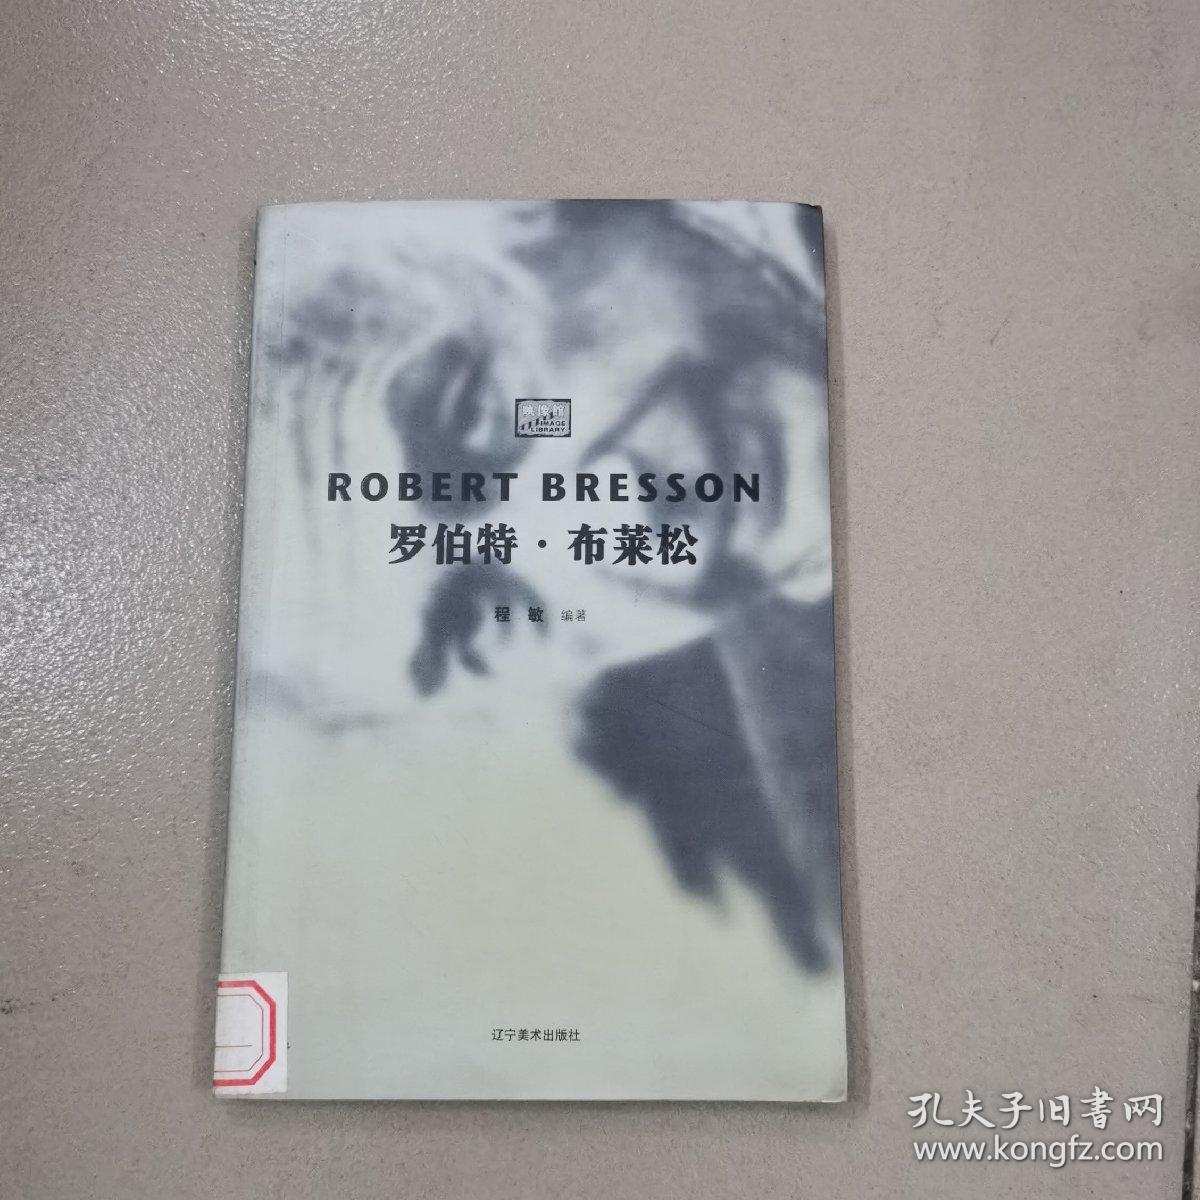 映像馆
IMAGE
LIBRARY
ROBERT BRESSON
罗伯特·布莱松
程 敏 编著
辽宁美术出版社
孔夫子旧书网
www.kongfz.com